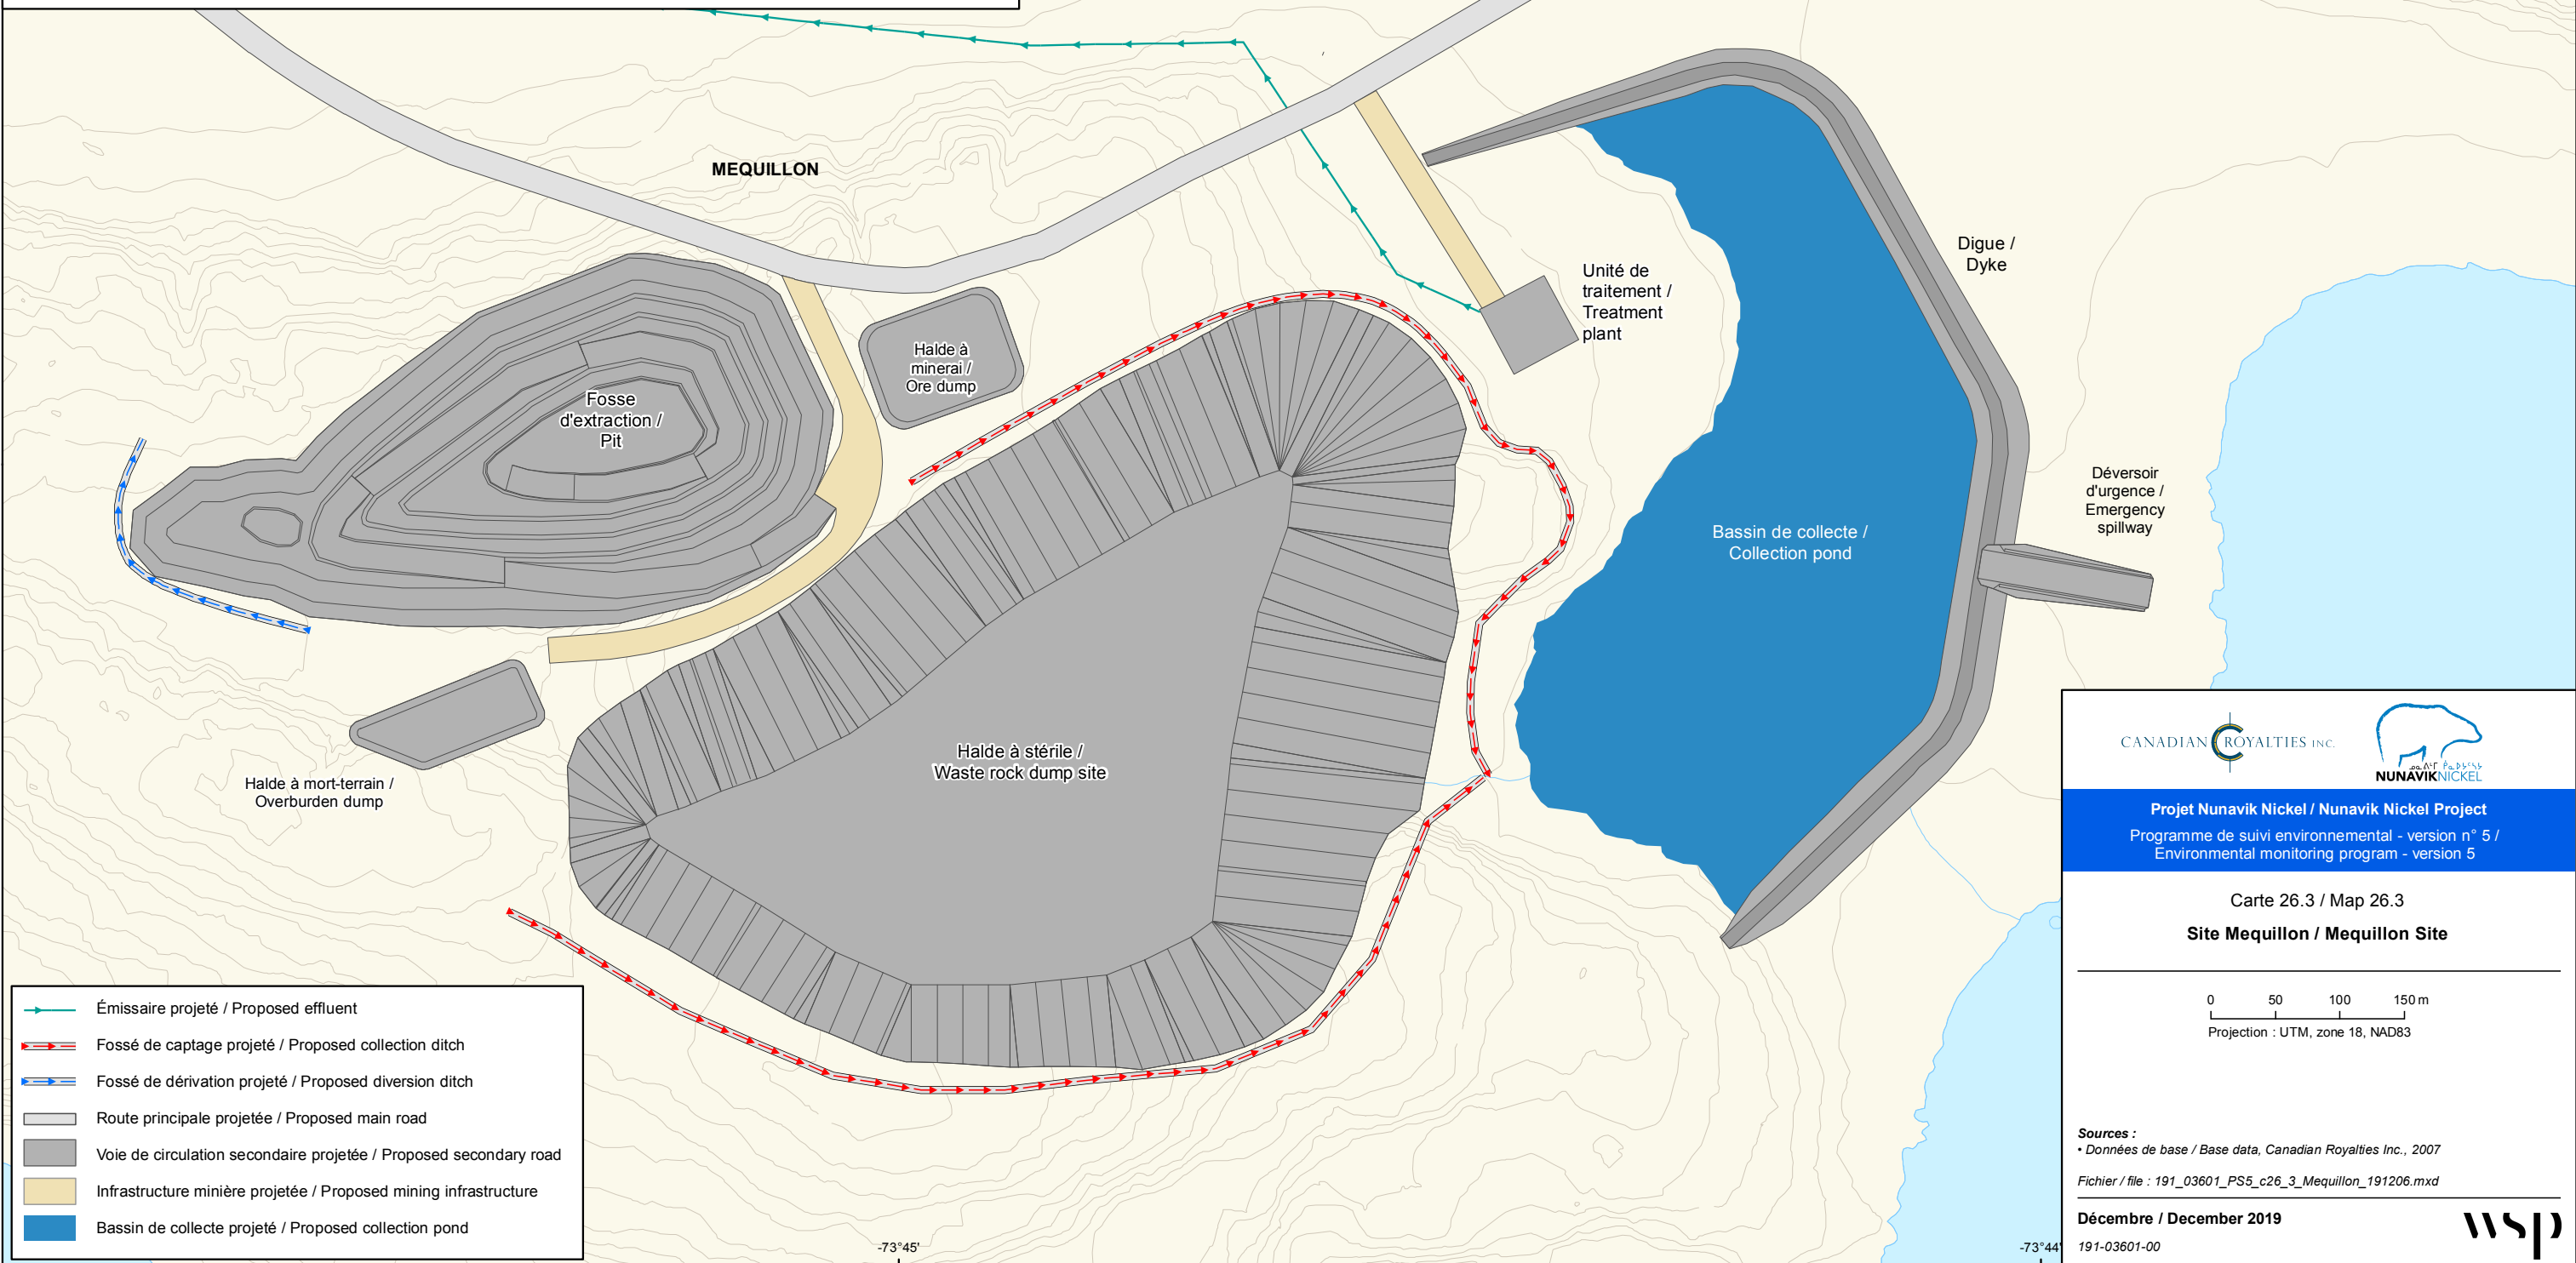 MEQUILLON
Digue /
Dyke
Unité de
traitement /
Treatment
plant
Halde à
minerai /
Ore dump
Fosse
d'extraction /
Pit
Déversoir
d'urgence /
Emergency
spillway
Bassin de collecte /
Collection pond
Halde à stérile /
Waste rock dump site
Halde à mort-terrain /
Overburden dump
Émissaire projeté / Proposed effluent
Fossé de captage projeté / Proposed collection ditch
Fossé de dérivation projeté / Proposed diversion ditch
Route principale projetée / Proposed main road
Voie de circulation secondaire projetée / Proposed secondary road
Infrastructure minière projetée / Proposed mining infrastructure
Bassin de collecte projeté / Proposed collection pond
-73°45'
-73°44'
CANADIAN ROYALTIES INC.
NUNAVIKNICKEL
Projet Nunavik Nickel / Nunavik Nickel Project
Programme de suivi environnemental - version n° 5 /
Environmental monitoring program - version 5
Carte 26.3 / Map 26.3
Site Mequillon / Mequillon Site
0 50 100 150 m
Projection : UTM, zone 18, NAD83
Sources :
• Données de base / Base data, Canadian Royalties Inc., 2007
Fichier / file : 191_03601_PS5_c26_3_Mequillon_191206.mxd
Décembre / December 2019
191-03601-00
wsp